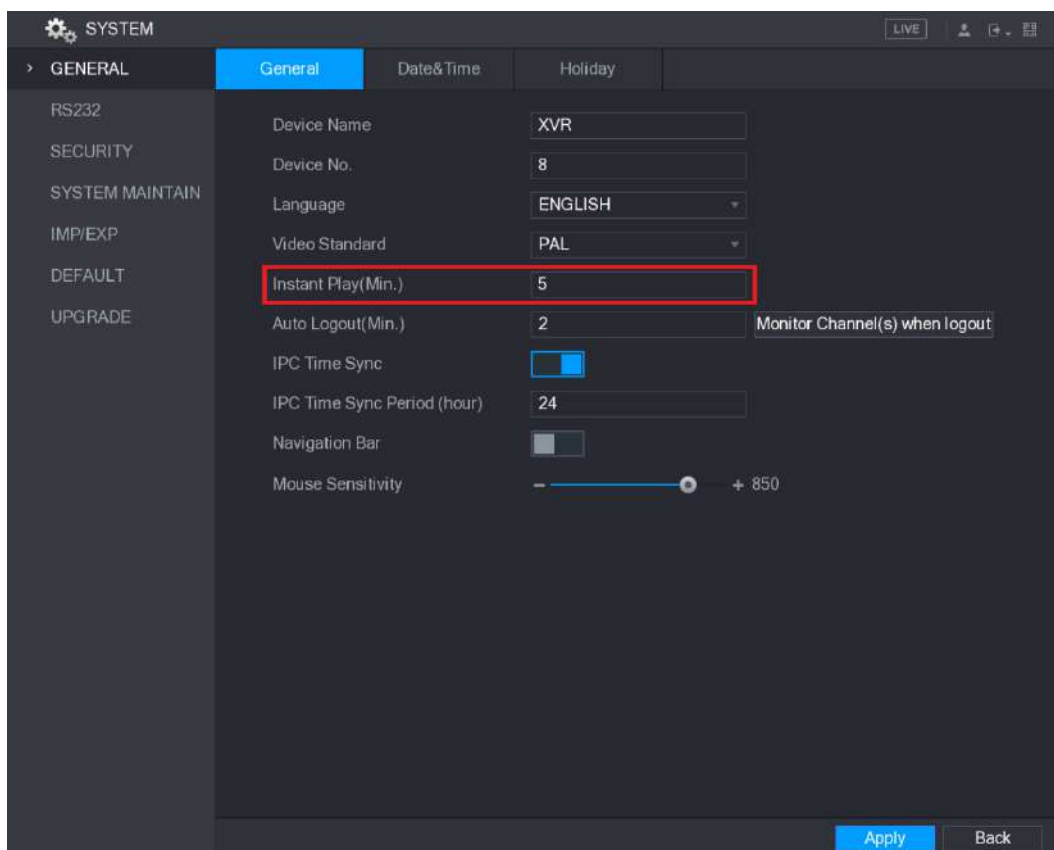 SYSTEM
LIVE
> GENERAL
General Date&Time Holiday
RS232
SECURITY
SYSTEM MAINTAIN
IMP/EXP
DEFAULT
UPGRADE
Device Name XVR
Device No. 8
Language ENGLISH
Video Standard PAL
Instant Play(Min.) 5
Auto Logout(Min.) 2 Monitor Channel(s) when logout
IPC Time Sync
IPC Time Sync Period (hour) 24
Navigation Bar
Mouse Sensitivity - + 850
Apply Back